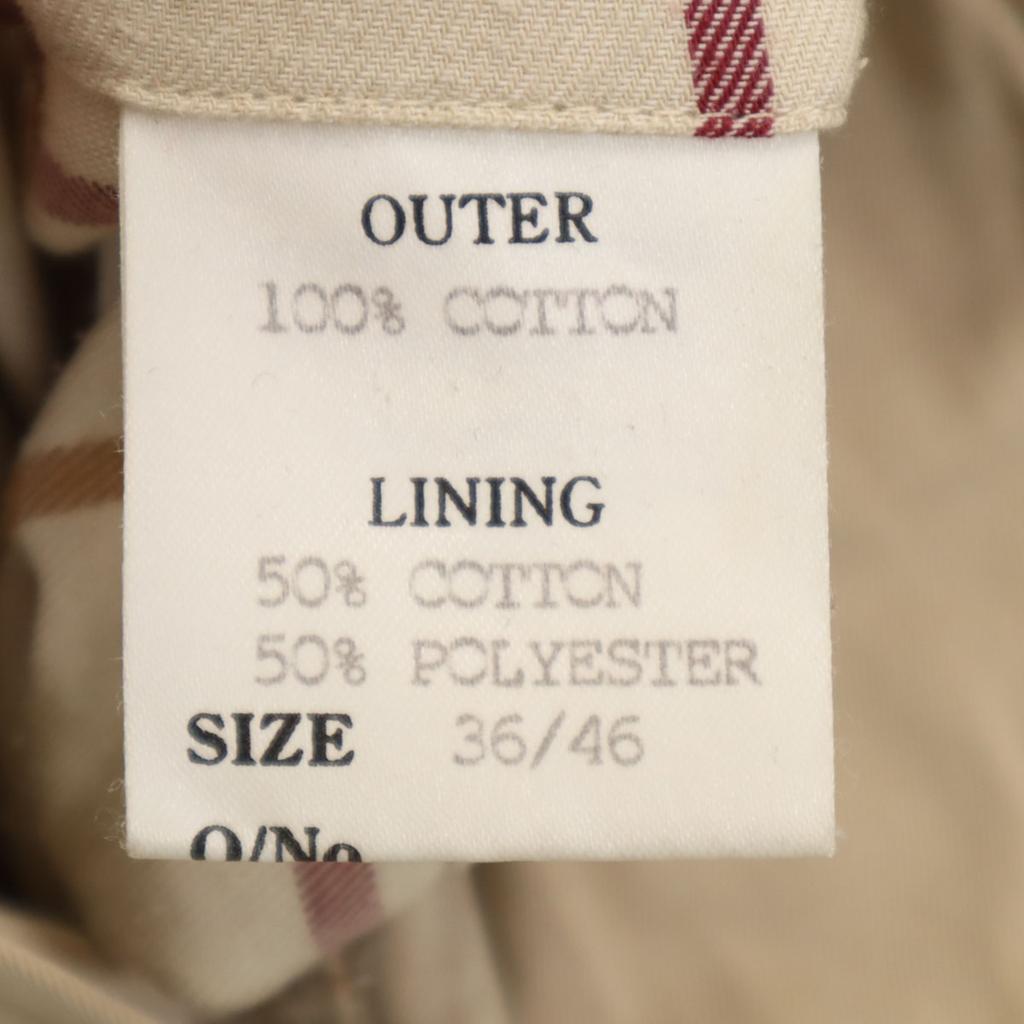 OUTER
100% COTTON
LINING
50% COTTON
50% POLYESTER
SIZE 36/46
O/No